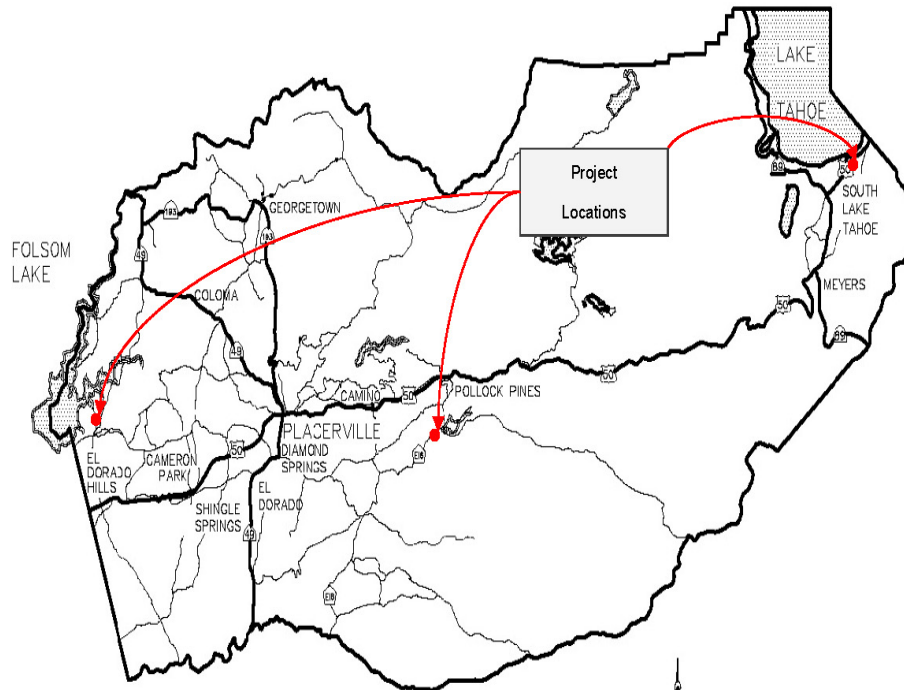 LAKE
TAHOE
Project
Locations
89
50
SOUTH
LAKE
TAHOE
193
GEORGETOWN
193
FOLSOM
LAKE
49
COLOMA
MEYERS
50
49
89
50
CAMINO
50
POLLOCK PINES
PLACERVILLE
DIAMOND
SPRINGS
EL
DORADO
HILLS
CAMERON
PARK
50
E16
SHINGLE
SPRINGS
EL
DORADO
49
E16